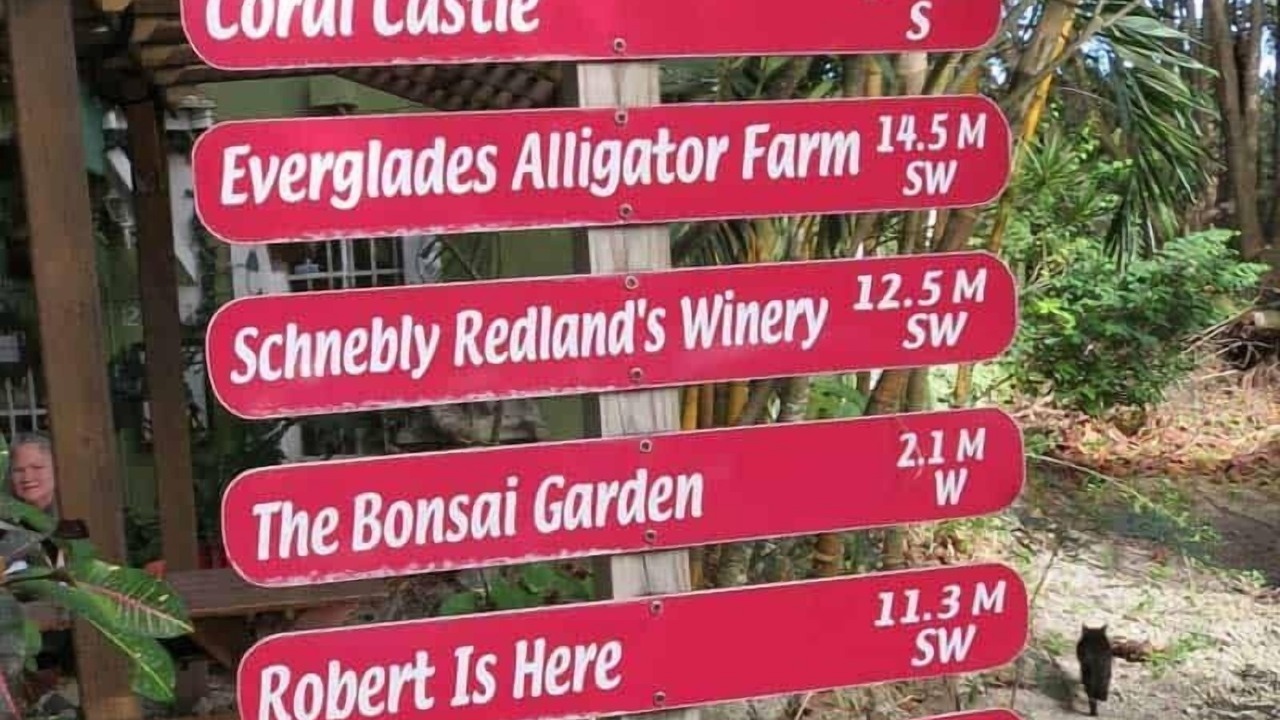 Coral Castle
S
Everglades Alligator Farm 14.5 M
SW
Schnebly Redland's Winery 12.5 M
SW
The Bonsai Garden 2.1 M
W
Robert Is Here 11.3 M
SW